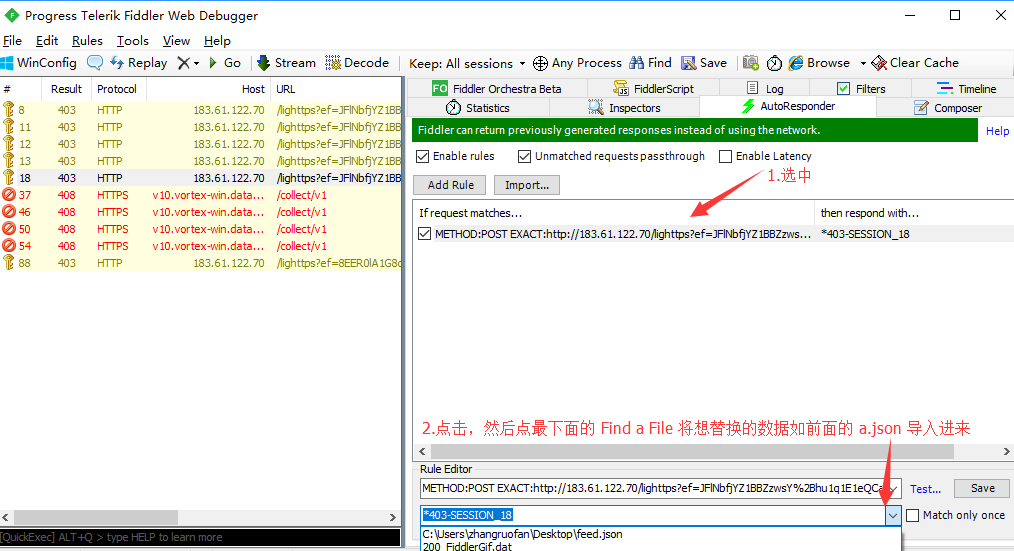 Progress Telerik Fiddler Web Debugger
File Edit Rules Tools View Help
WinConfig Replay Go Stream Decode Keep: All sessions Any Process Find Save Browse Clear Cache
# Result Protocol Host URL
8 403 HTTP 183.61.122.70 /lighttps?ef=JFlNbfjYZ1BB
11 403 HTTP 183.61.122.70 /lighttps?ef=JFlNbfjYZ1BB
12 403 HTTP 183.61.122.70 /lighttps?ef=JFlNbfjYZ1BB
13 403 HTTP 183.61.122.70 /lighttps?ef=JFlNbfjYZ1BB
18 403 HTTP 183.61.122.70 /lighttps?ef=JFlNbfjYZ1BB
37 408 HTTPS v10.vortex-win.data... /collect/v1
46 408 HTTPS v10.vortex-win.data... /collect/v1
50 408 HTTPS v10.vortex-win.data... /collect/v1
54 408 HTTPS v10.vortex-win.data... /collect/v1
88 403 HTTP 183.61.122.70 /lighttps?ef=8EER0lA1G8
[QuickExec] ALT+Q > type HELP to learn more
FO Fiddler Orchestra Beta FiddlerScript Log Filters Timeline
Statistics Inspectors AutoResponder Composer
Fiddler can return previously generated responses instead of using the network. Help
Enable rules Unmatched requests passthrough Enable Latency
1.选中
Add Rule Import...
If request matches... then respond with...
METHOD:POST EXACT:http://183.61.122.70/lighttps?ef=JFlNbfjYZ1BBZzws... *403-SESSION_18
2.点击，然后点最下面的 Find a File 将想替换的数据如前面的 a.json 导入进来
Rule Editor
METHOD:POST EXACT:http://183.61.122.70/lighttps?ef=JFlNbfjYZ1BBZzwsY%2Bhu1q1E1eQCa Test... Save
*403-SESSION_18 Match only once
C:\Users\zhangruofan\Desktop\feed.json
200_FiddlerGif.dat